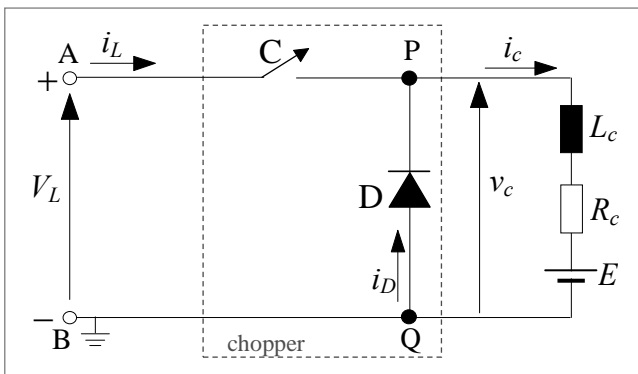 A i_L C P i_c
+
L_c
V_L D v_c R_c
i_D E
−
B chopper Q